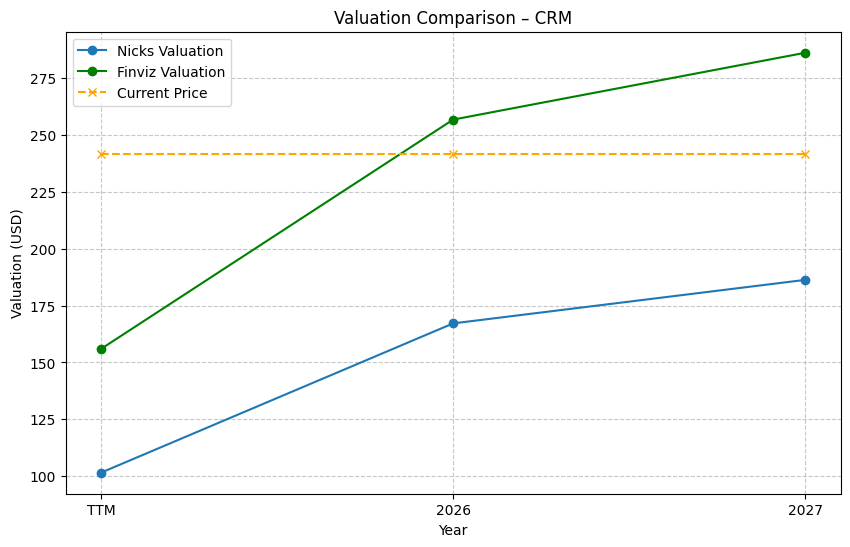 Valuation Comparison – CRM
Nicks Valuation
Finviz Valuation
Current Price
Valuation (USD)
275
250
225
200
175
150
125
100
TTM
2026
2027
Year